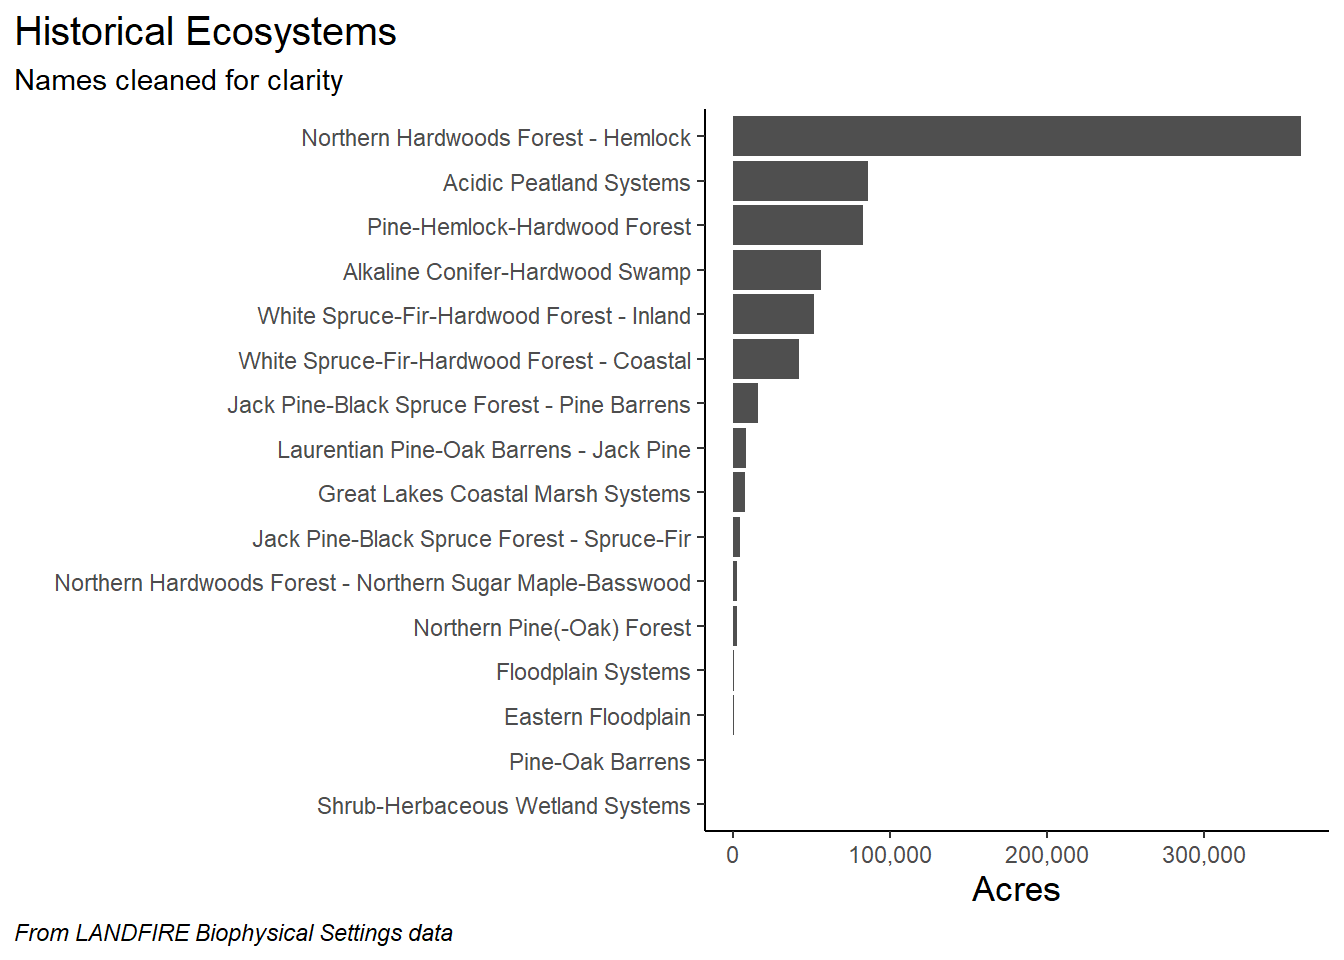 Historical Ecosystems
Names cleaned for clarity
Northern Hardwoods Forest - Hemlock
Acidic Peatland Systems
Pine-Hemlock-Hardwood Forest
Alkaline Conifer-Hardwood Swamp
White Spruce-Fir-Hardwood Forest - Inland
White Spruce-Fir-Hardwood Forest - Coastal
Jack Pine-Black Spruce Forest - Pine Barrens
Laurentian Pine-Oak Barrens - Jack Pine
Great Lakes Coastal Marsh Systems
Jack Pine-Black Spruce Forest - Spruce-Fir
Northern Hardwoods Forest - Northern Sugar Maple-Basswood
Northern Pine(-Oak) Forest
Floodplain Systems
Eastern Floodplain
Pine-Oak Barrens
Shrub-Herbaceous Wetland Systems
0 100,000 200,000 300,000
Acres
From LANDFIRE Biophysical Settings data